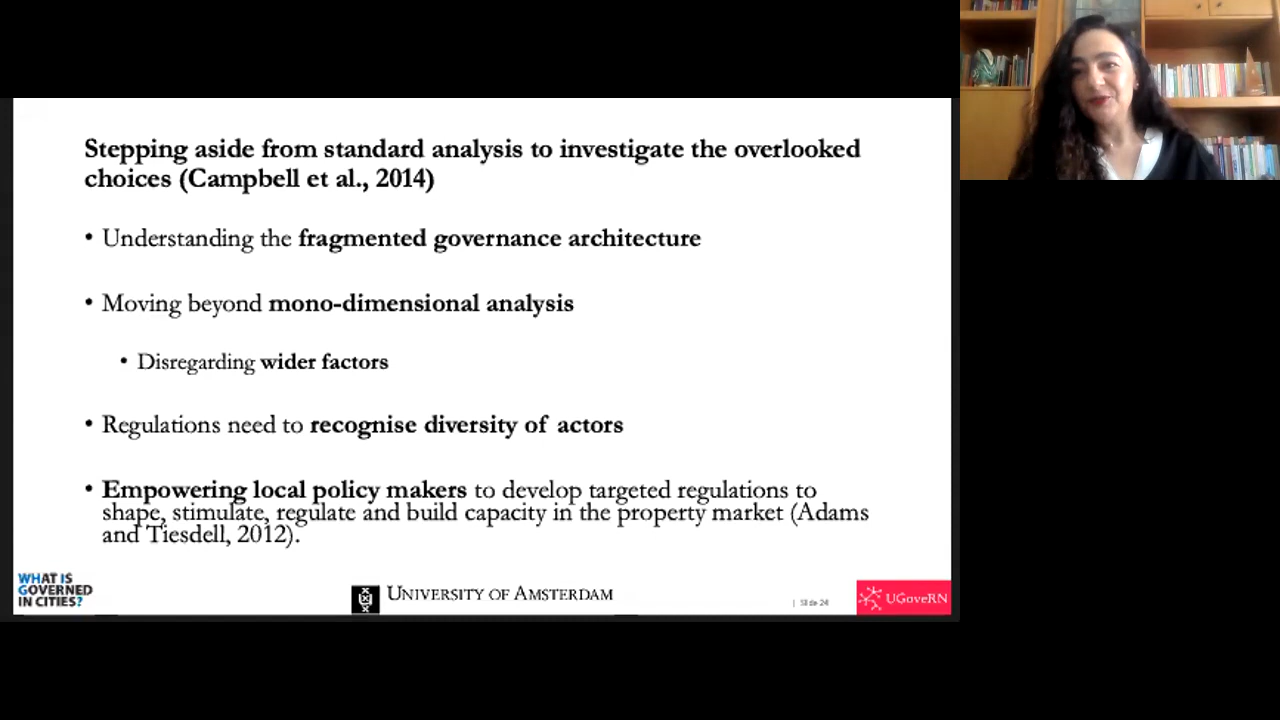 Stepping aside from standard analysis to investigate the overlooked
choices (Campbell et al., 2014)
• Understanding the fragmented governance architecture
• Moving beyond mono-dimensional analysis
• Disregarding wider factors
• Regulations need to recognise diversity of actors
• Empowering local policy makers to develop targeted regulations to
shape, stimulate, regulate and build capacity in the property market (Adams
and Tiesdell, 2012).
WHAT IS
GOVERNED
IN CITIES?
UNIVERSITY OF AMSTERDAM
| Slide 24
UGoveRN